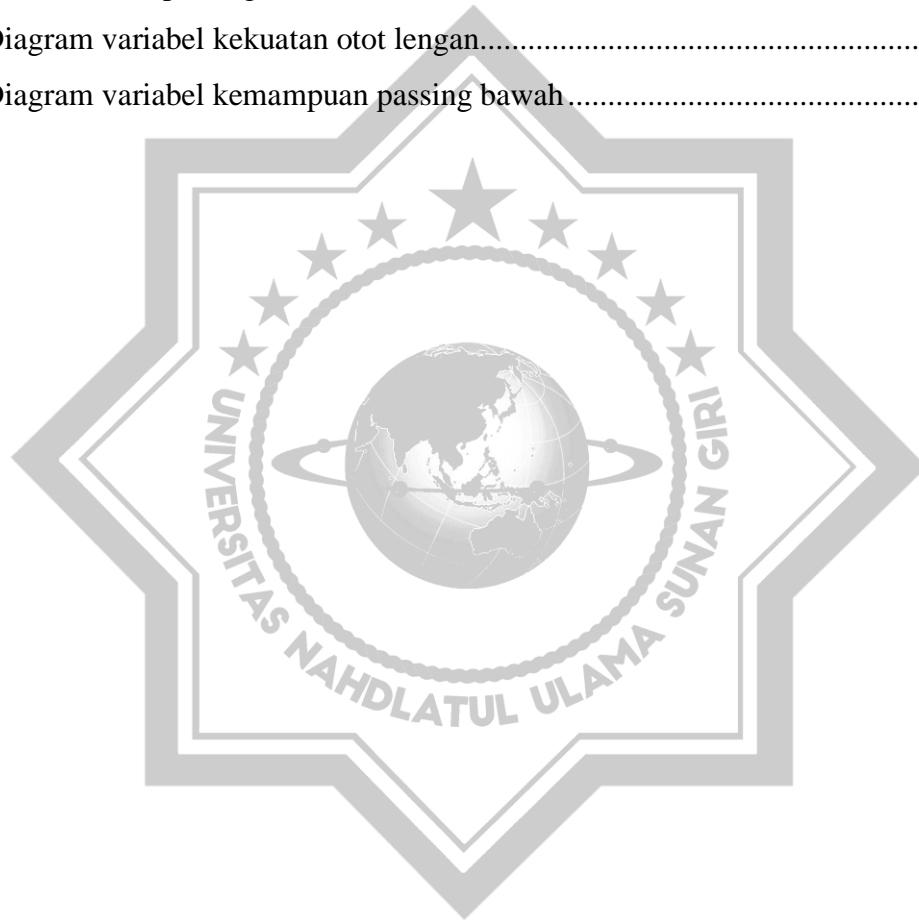 Diagram variabel kekuatan otot lengan........................................................
Diagram variabel kemampuan passing bawah................................................
UNIVERSITAS NAHDLATUL ULAMA SUNAN GIRI